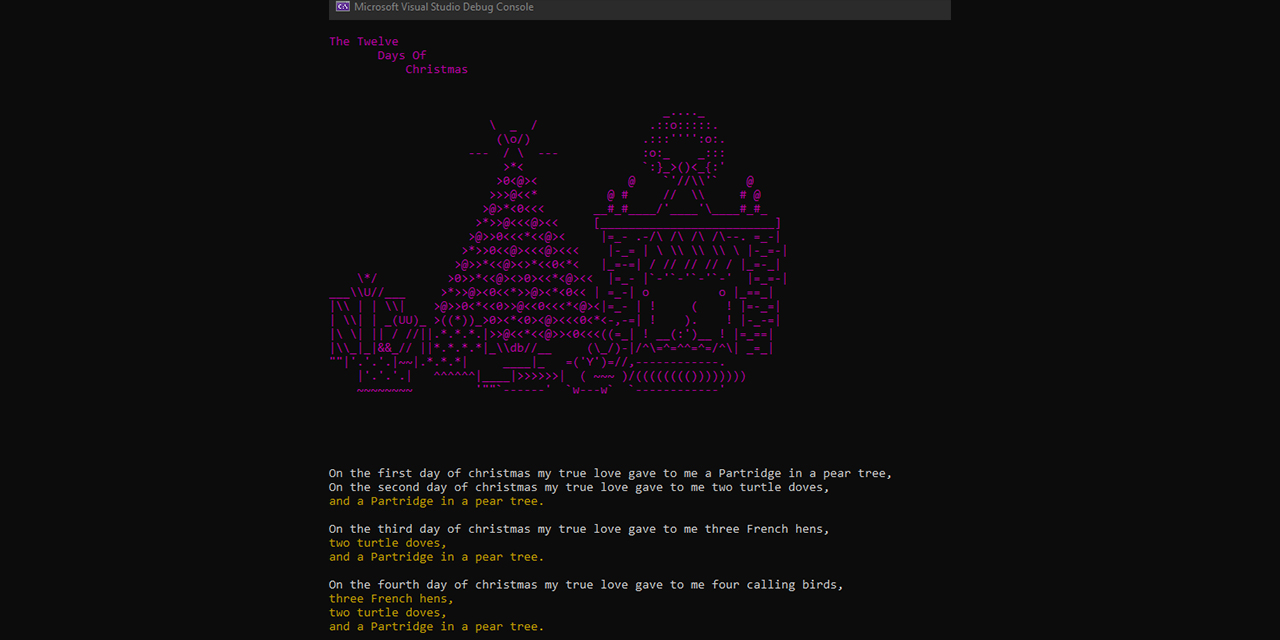 Microsoft Visual Studio Debug Console
The Twelve
Days Of
Christmas
On the first day of christmas my true love gave to me a Partridge in a pear tree,
On the second day of christmas my true love gave to me two turtle doves,
and a Partridge in a pear tree.
On the third day of christmas my true love gave to me three French hens,
two turtle doves,
and a Partridge in a pear tree.
On the fourth day of christmas my true love gave to me four calling birds,
three French hens,
two turtle doves,
and a Partridge in a pear tree.